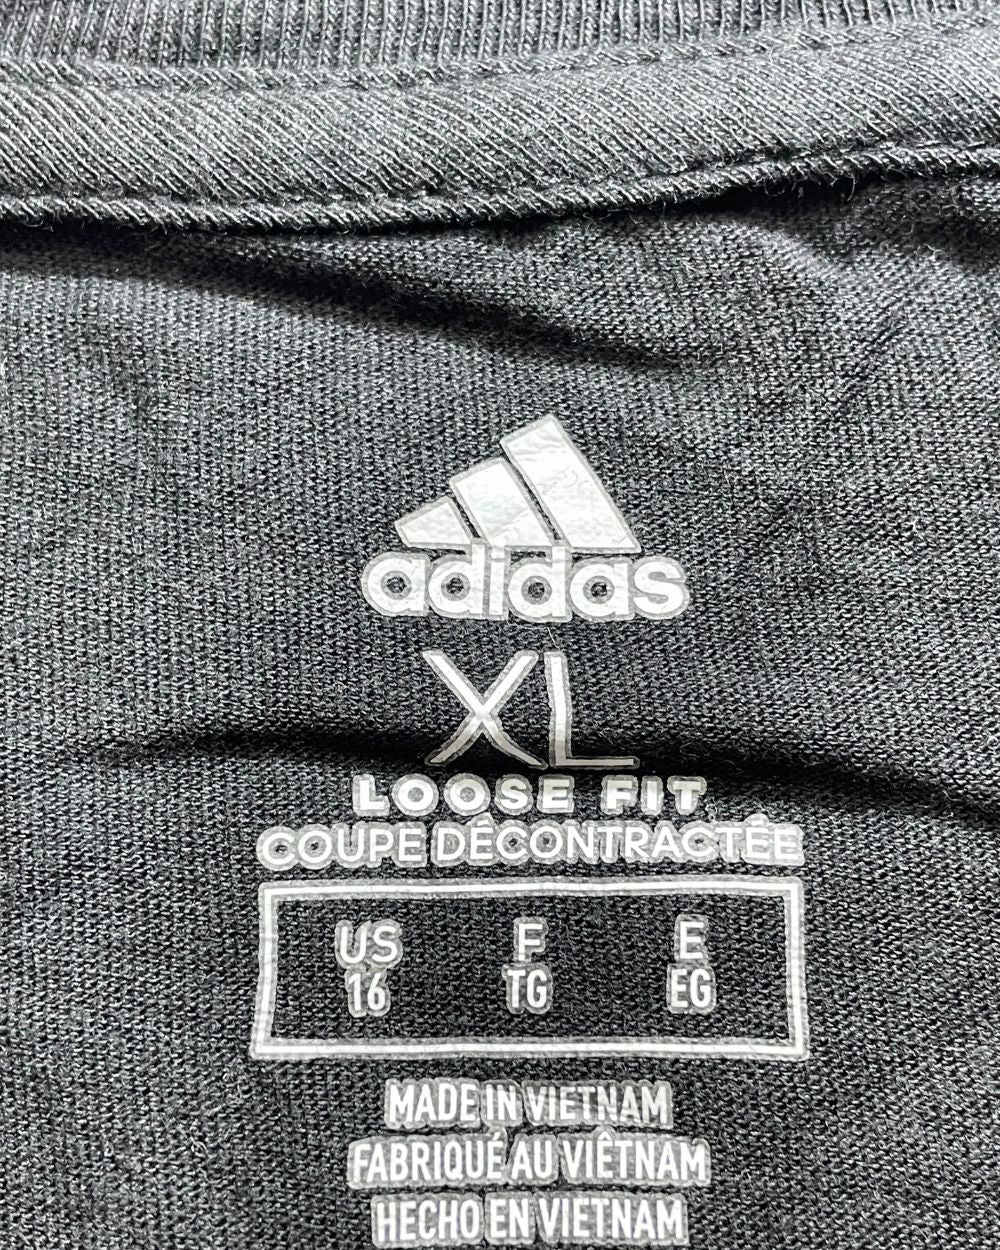 adidas
XL
LOOSE FIT
COUPE DÉCONTRACTÉE
US F E
16 TG EG
MADE IN VIETNAM
FABRIQUÉ AU VIÊTNAM
HECHO EN VIETNAM